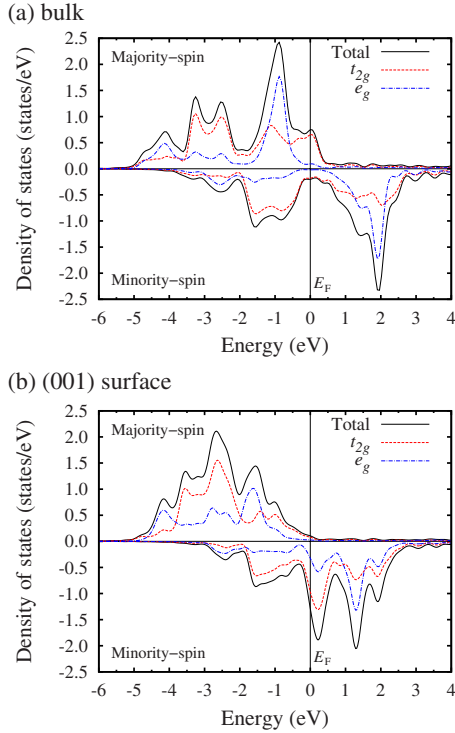 (a) bulk
Density of states (states/eV)
2.5
2.0
1.5
1.0
0.5
0.0
-0.5
-1.0
-1.5
-2.0
-2.5
Majority−spin
Total
t2g
eg
Minority−spin
EF
-6 -5 -4 -3 -2 -1 0 1 2 3 4
Energy (eV)
(b) (001) surface
Density of states (states/eV)
2.5
2.0
1.5
1.0
0.5
0.0
-0.5
-1.0
-1.5
-2.0
-2.5
Majority−spin
Total
t2g
eg
Minority−spin
EF
-6 -5 -4 -3 -2 -1 0 1 2 3 4
Energy (eV)